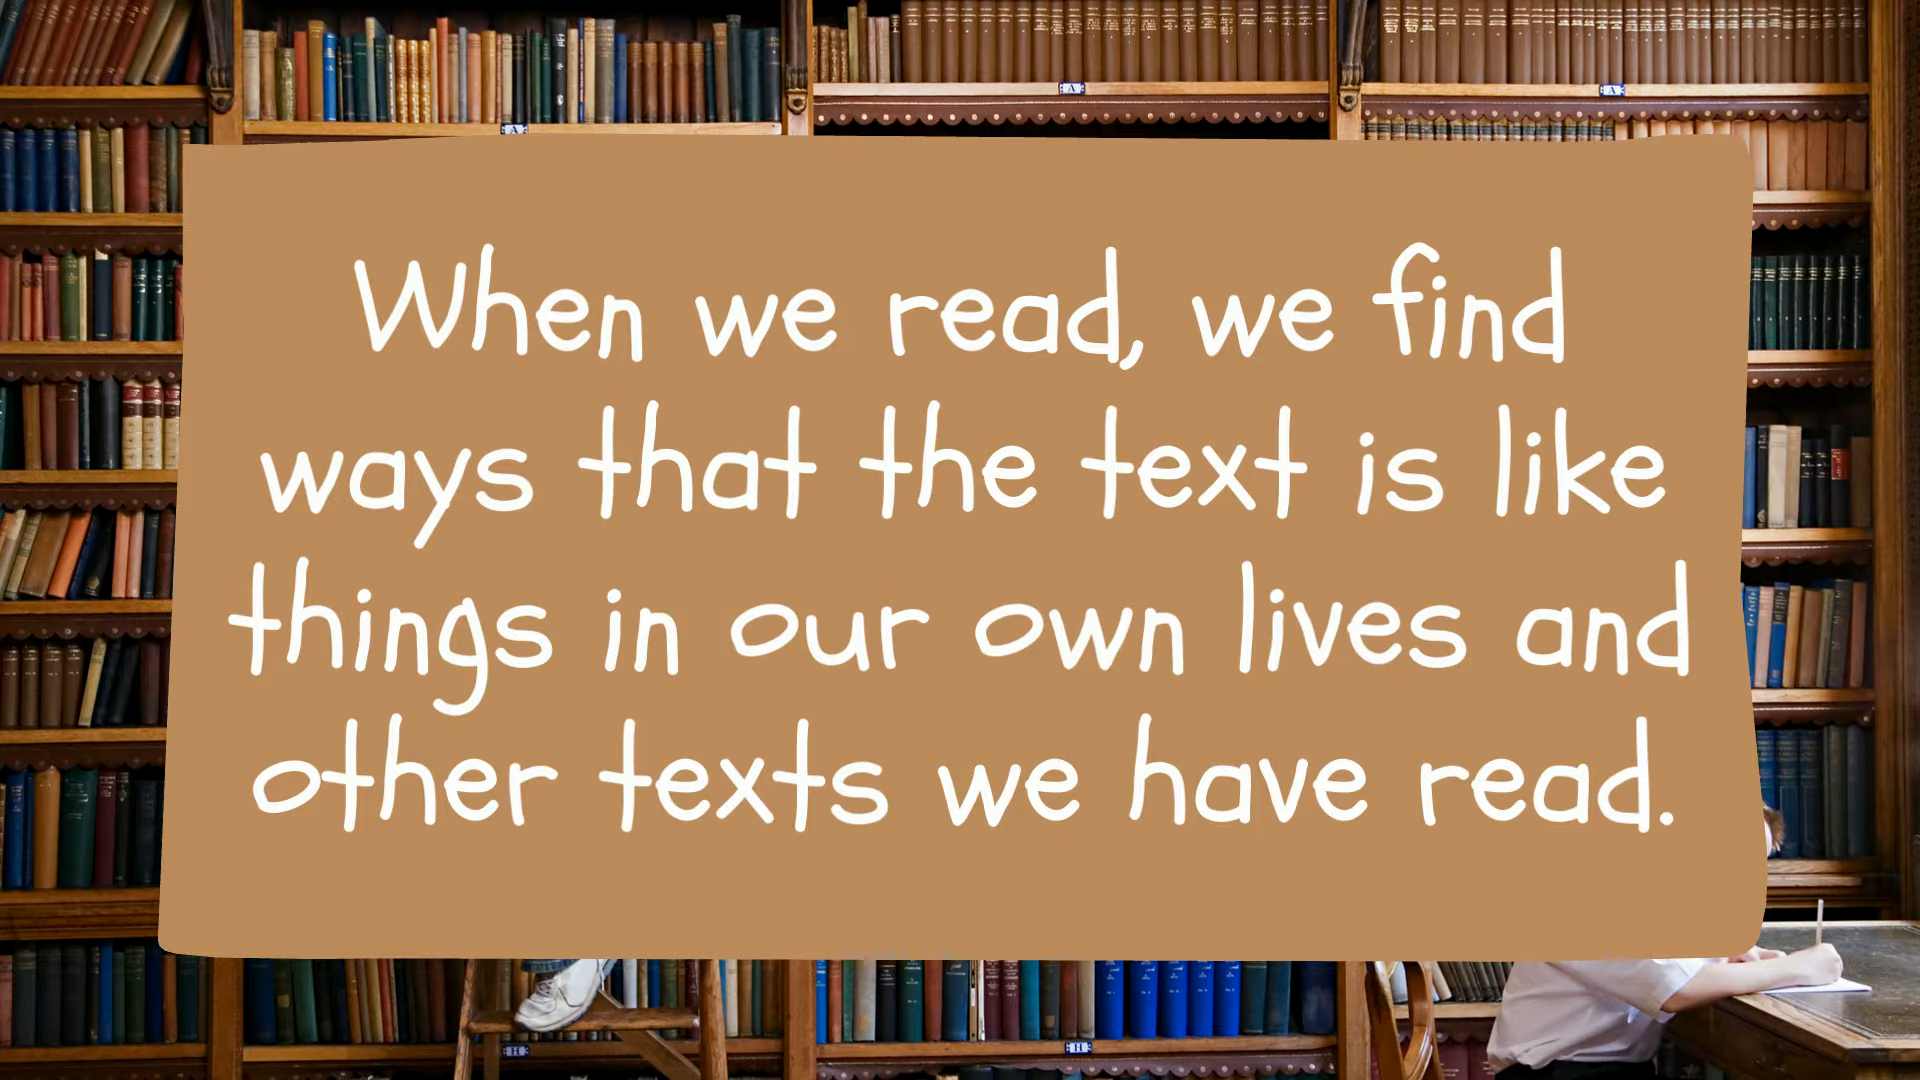 When we read, we find
ways that the text is like
things in our own lives and
other texts we have read.
A
A
A
H
H